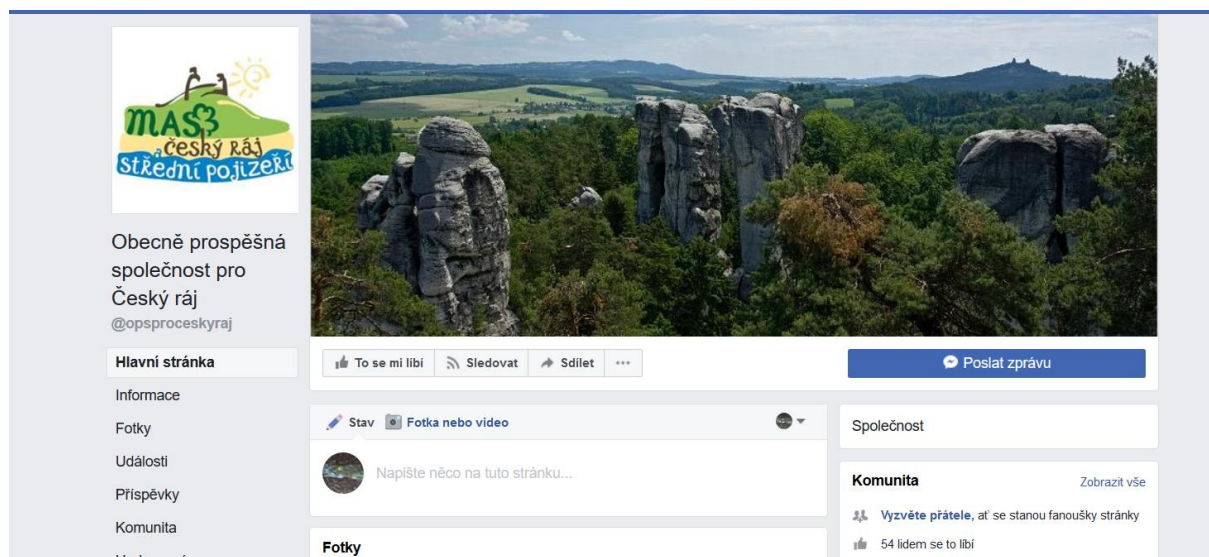 MAS
český Ráj
střední pojizeří
Obecně prospěšná
společnost pro
Český ráj
@opsproceskyraj
Hlavní stránka
Informace
Fotky
Události
Příspěvky
Komunita
To se mi líbí
Sledovat
Sdílet
Poslat zprávu
Stav
Fotka nebo video
Napište něco na tuto stránku...
Fotky
Společnost
Komunita
Zobrazit vše
Vyzvěte přátele, ať se stanou fanoušky stránky
54 lidem se to líbí